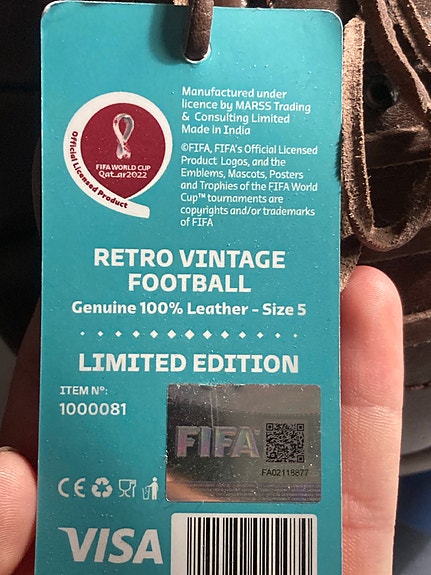 Manufactured under
licence by MARSS Trading
& Consulting Limited
Made in India
Official Licensed Product
FIFA WORLD CUP
Qatar2022
©FIFA, FIFA's Official Licensed
Product Logos, and the
Emblems, Mascots, Posters
and Trophies of the FIFA World
Cup™ tournaments are
copyrights and/or trademarks
of FIFA
RETRO VINTAGE
FOOTBALL
Genuine 100% Leather - Size 5
LIMITED EDITION
ITEM Nº:
1000081
FIFA
FA02118877
CE
VISA